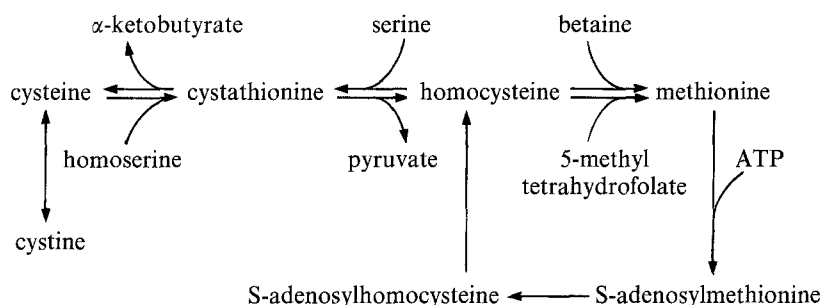 α-ketobutyrate serine betaine
cysteine cystathionine homocysteine methionine
homoserine pyruvate 5-methyl ATP
tetrahydrofolate
cystine
S-adenosylhomocysteine S-adenosylmethionine